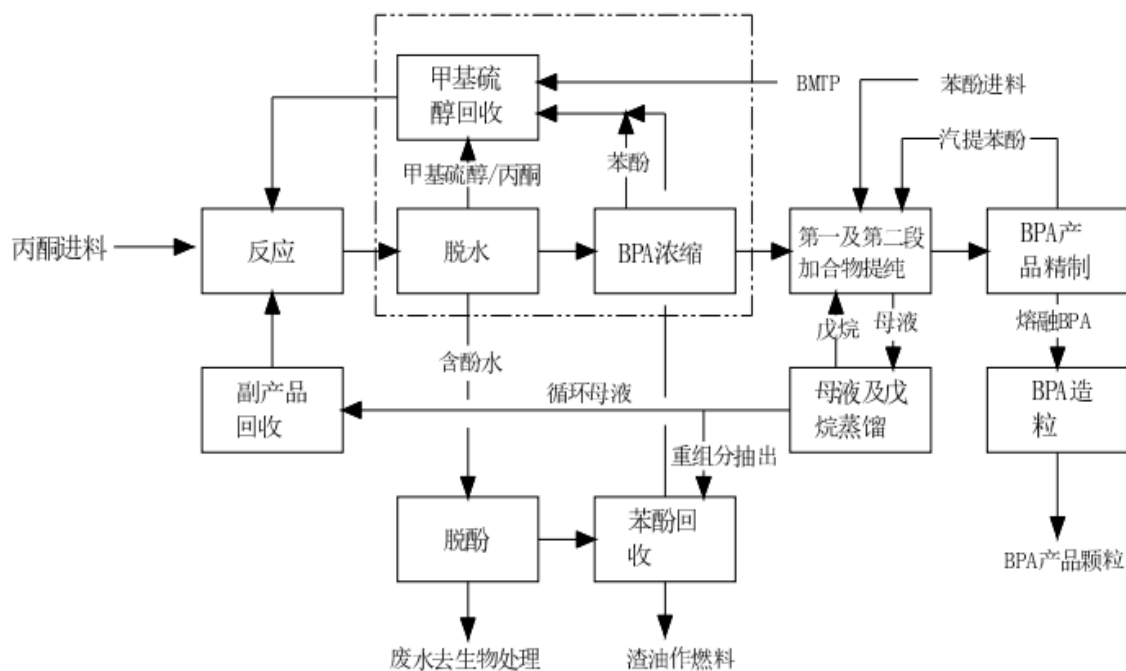 甲基硫
醇回收
BMTP
苯酚进料
汽提苯酚
苯酚
甲基硫醇/丙酮
丙酮进料
反应
脱水
BPA浓缩
第一及第二段
加合物提纯
BPA产
品精制
戊烷
母液
熔融BPA
含酚水
副产品
回收
循环母液
母液及戊
烷蒸馏
BPA造
粒
重组分抽出
脱酚
苯酚回
收
BPA产品颗粒
废水去生物处理
渣油作燃料